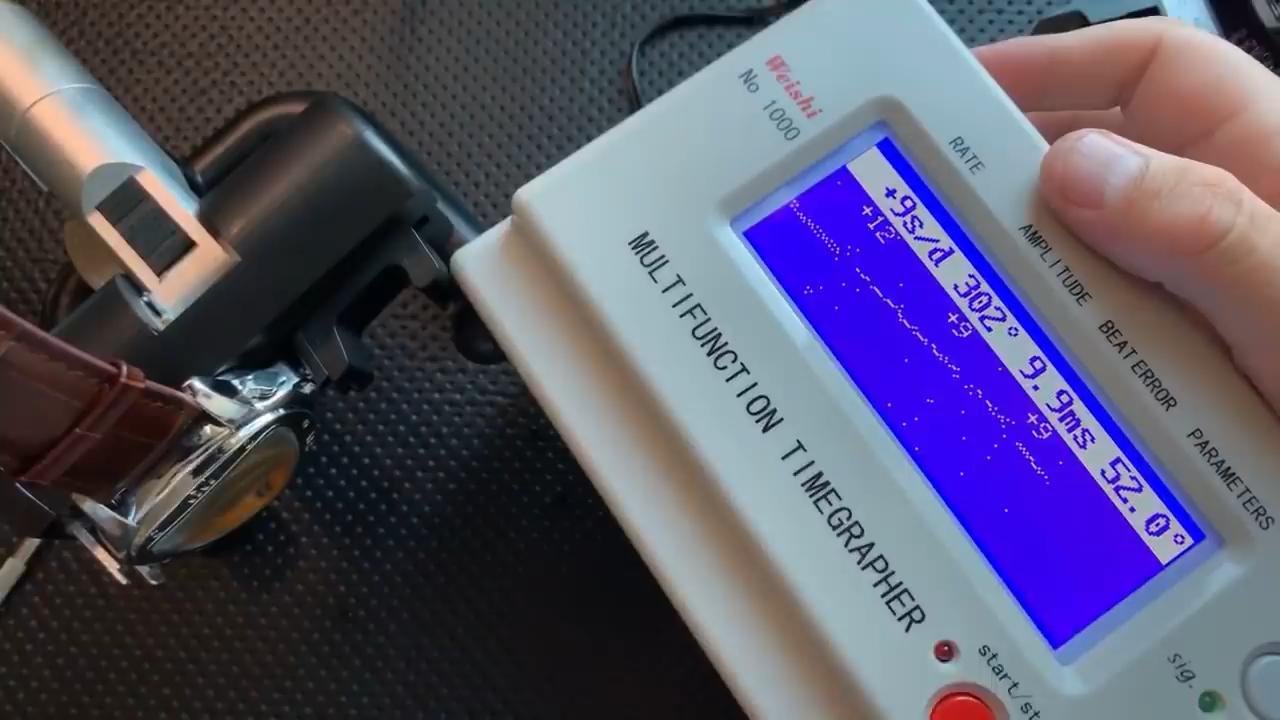 Weishi
No 1000
RATE
AMPLITUDE
BEAT ERROR
PARAMETERS
+9s/d 302° 9.9ms 52.0°
+12
+9
+9
MULTIFUNCTION TIMEGRAPHER
start/st
sig.